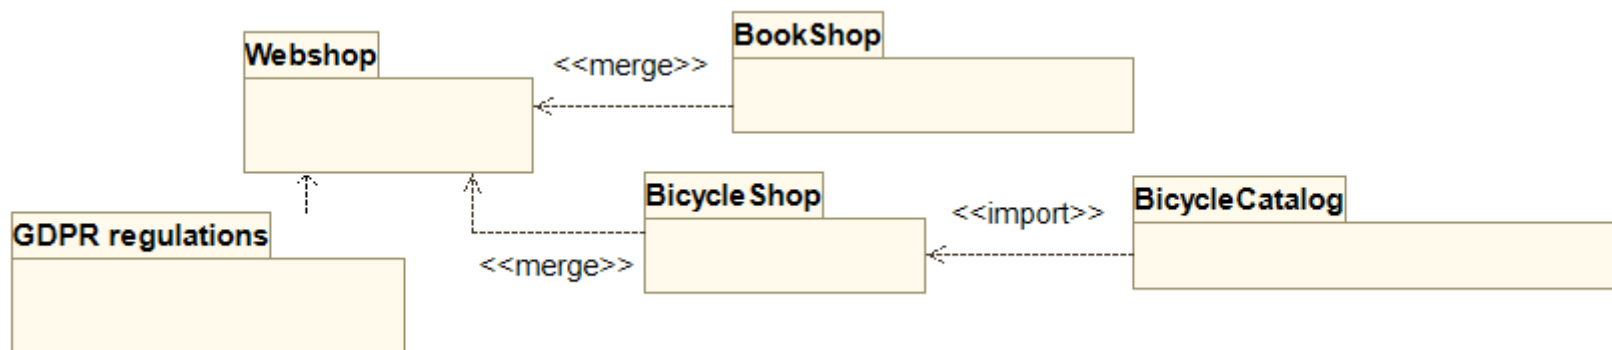 BookShop
Webshop
<<merge>>
BicycleShop
BicycleCatalog
<<import>>
GDPR regulations
<<merge>>